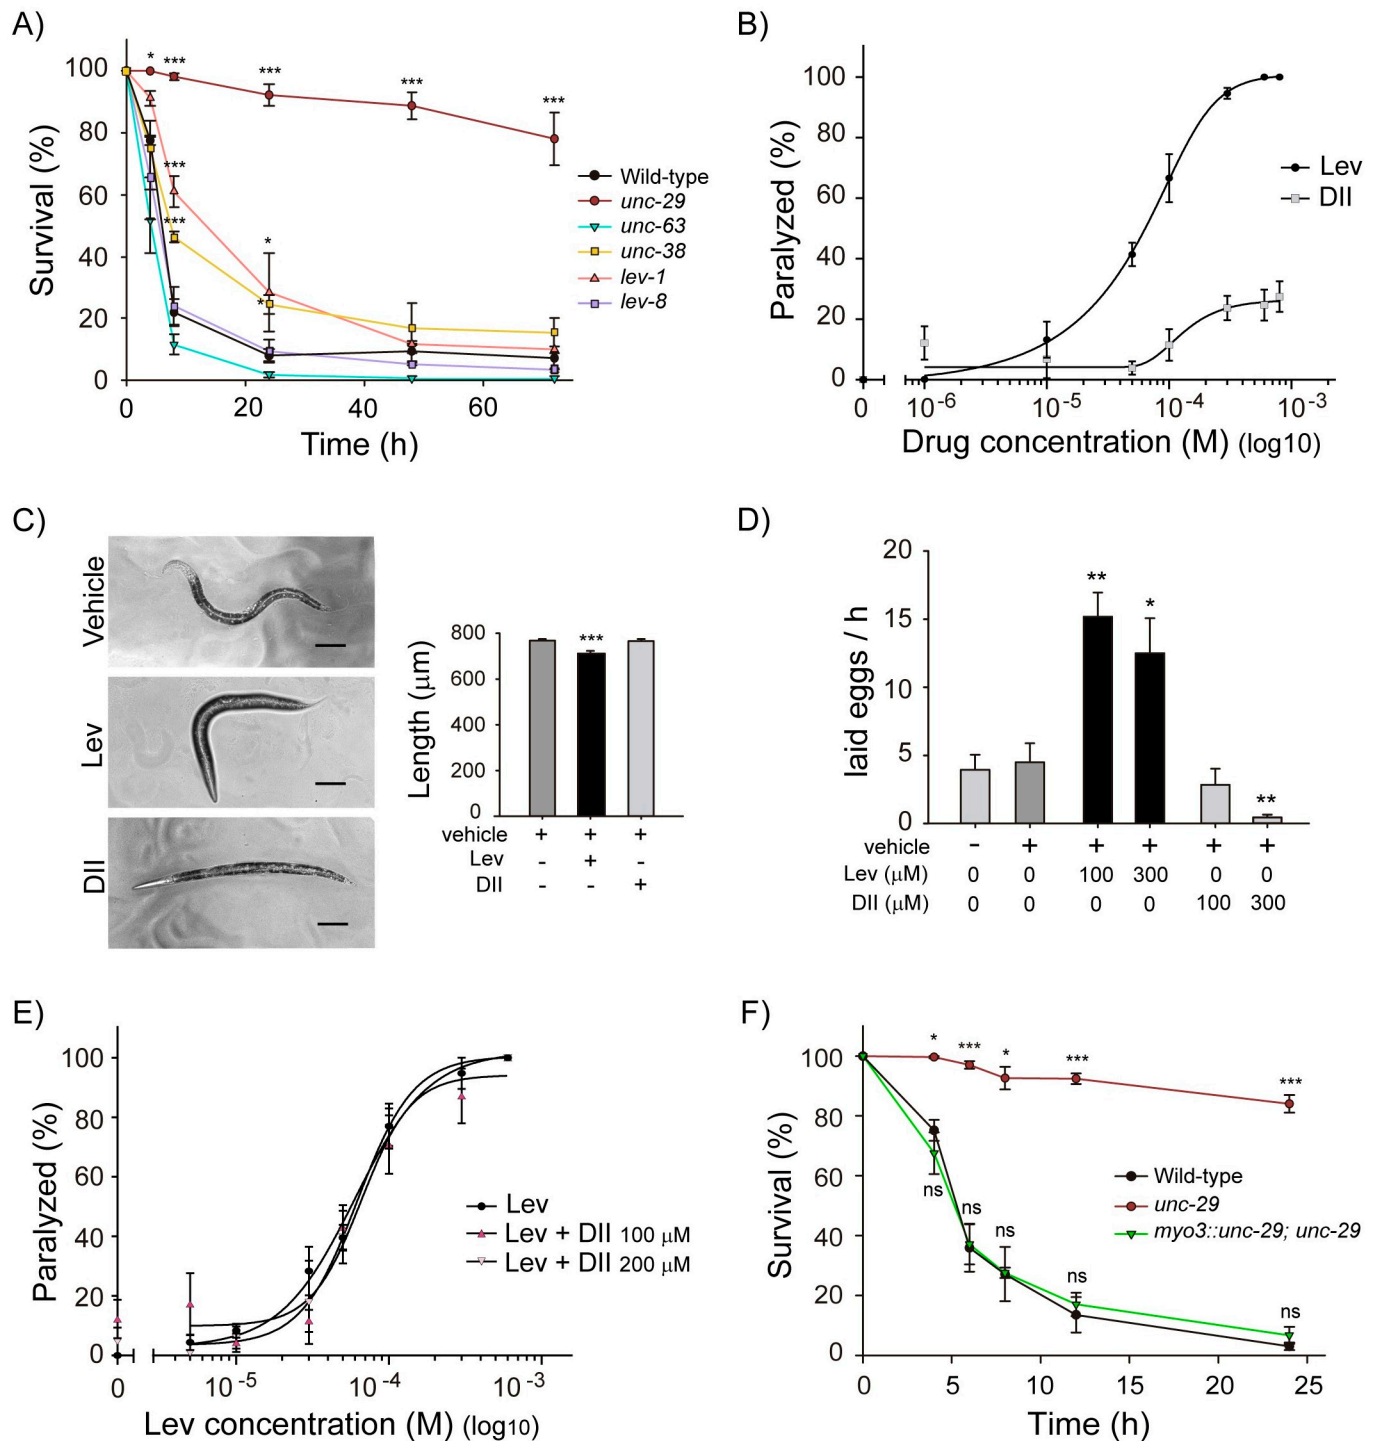 A)
Survival (%)
100
80
60
40
20
0
0 20 40 60
Time (h)
* *** *** *** ***
***
***
*
*
Wild-type
unc-29
unc-63
unc-38
lev-1
lev-8
B)
Paralyzed (%)
100
80
60
40
20
0
0 10-6 10-5 10-4 10-3
Drug concentration (M) (log10)
Lev
DII
C)
Vehicle
Lev
DII
Length (μm)
800
600
400
200
0
***
vehicle + + +
Lev - + -
DII - - +
D)
laid eggs / h
20
15
10
5
0
** * **
vehicle - + + + + +
Lev (μM) 0 0 100 300 0 0
DII (μM) 0 0 0 0 100 300
E)
Paralyzed (%)
100
80
60
40
20
0
0 10-5 10-4 10-3
Lev concentration (M) (log10)
Lev
Lev + DII 100 μM
Lev + DII 200 μM
F)
Survival (%)
100
80
60
40
20
0
0 5 10 15 20 25
Time (h)
* *** * *** ***
ns ns ns ns ns
Wild-type
unc-29
myo3::unc-29; unc-29